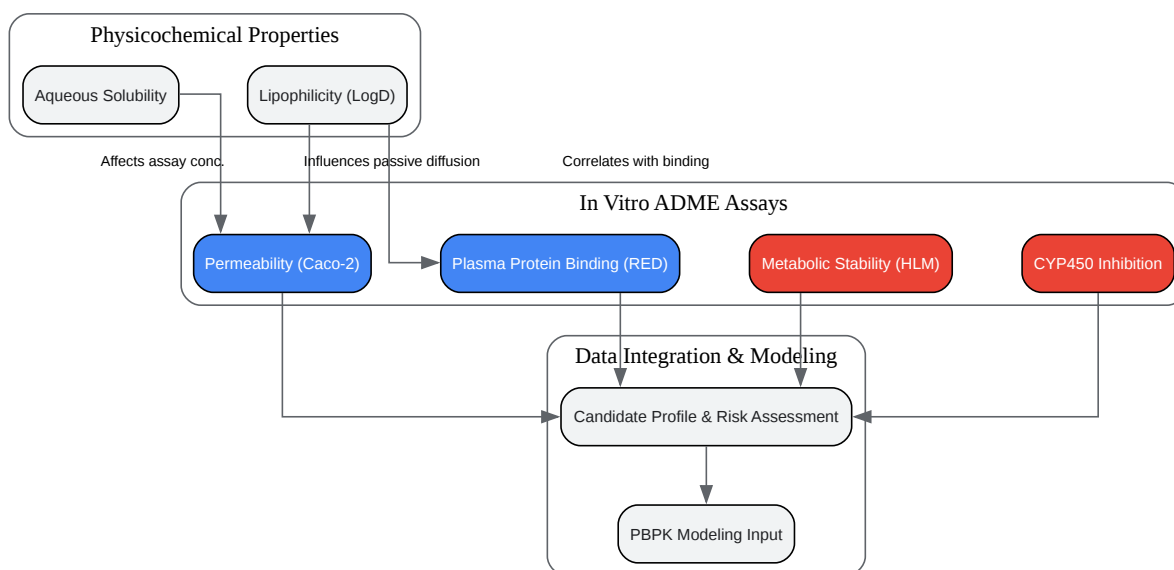 Physicochemical Properties
Aqueous Solubility
Lipophilicity (LogD)
Affects assay conc.
Influences passive diffusion
Correlates with binding
In Vitro ADME Assays
Permeability (Caco-2)
Plasma Protein Binding (RED)
Metabolic Stability (HLM)
CYP450 Inhibition
Data Integration & Modeling
Candidate Profile & Risk Assessment
PBPK Modeling Input